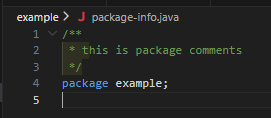 example > J package-info.java
1 /**
2 * this is package comments
3 */
4 package example;
5